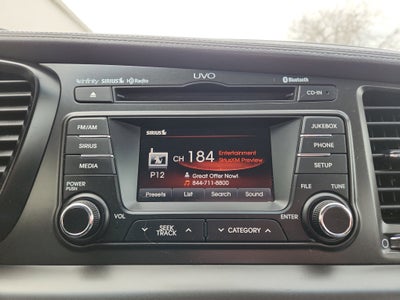 Infinity SIRIUS HD Radio UVO Bluetooth
CD-IN
FM/AM
SIRIUS
MEDIA
POWER
PUSH
VOL
JUKEBOX
PHONE
SETUP
FILE TUNE
ENTER
SIRIUS
CH 184 Entertainment
SiriusXM Preview
P12 Great Offer Now!
844-711-8800
Presets List Search Sound
SEEK
TRACK
CATEGORY